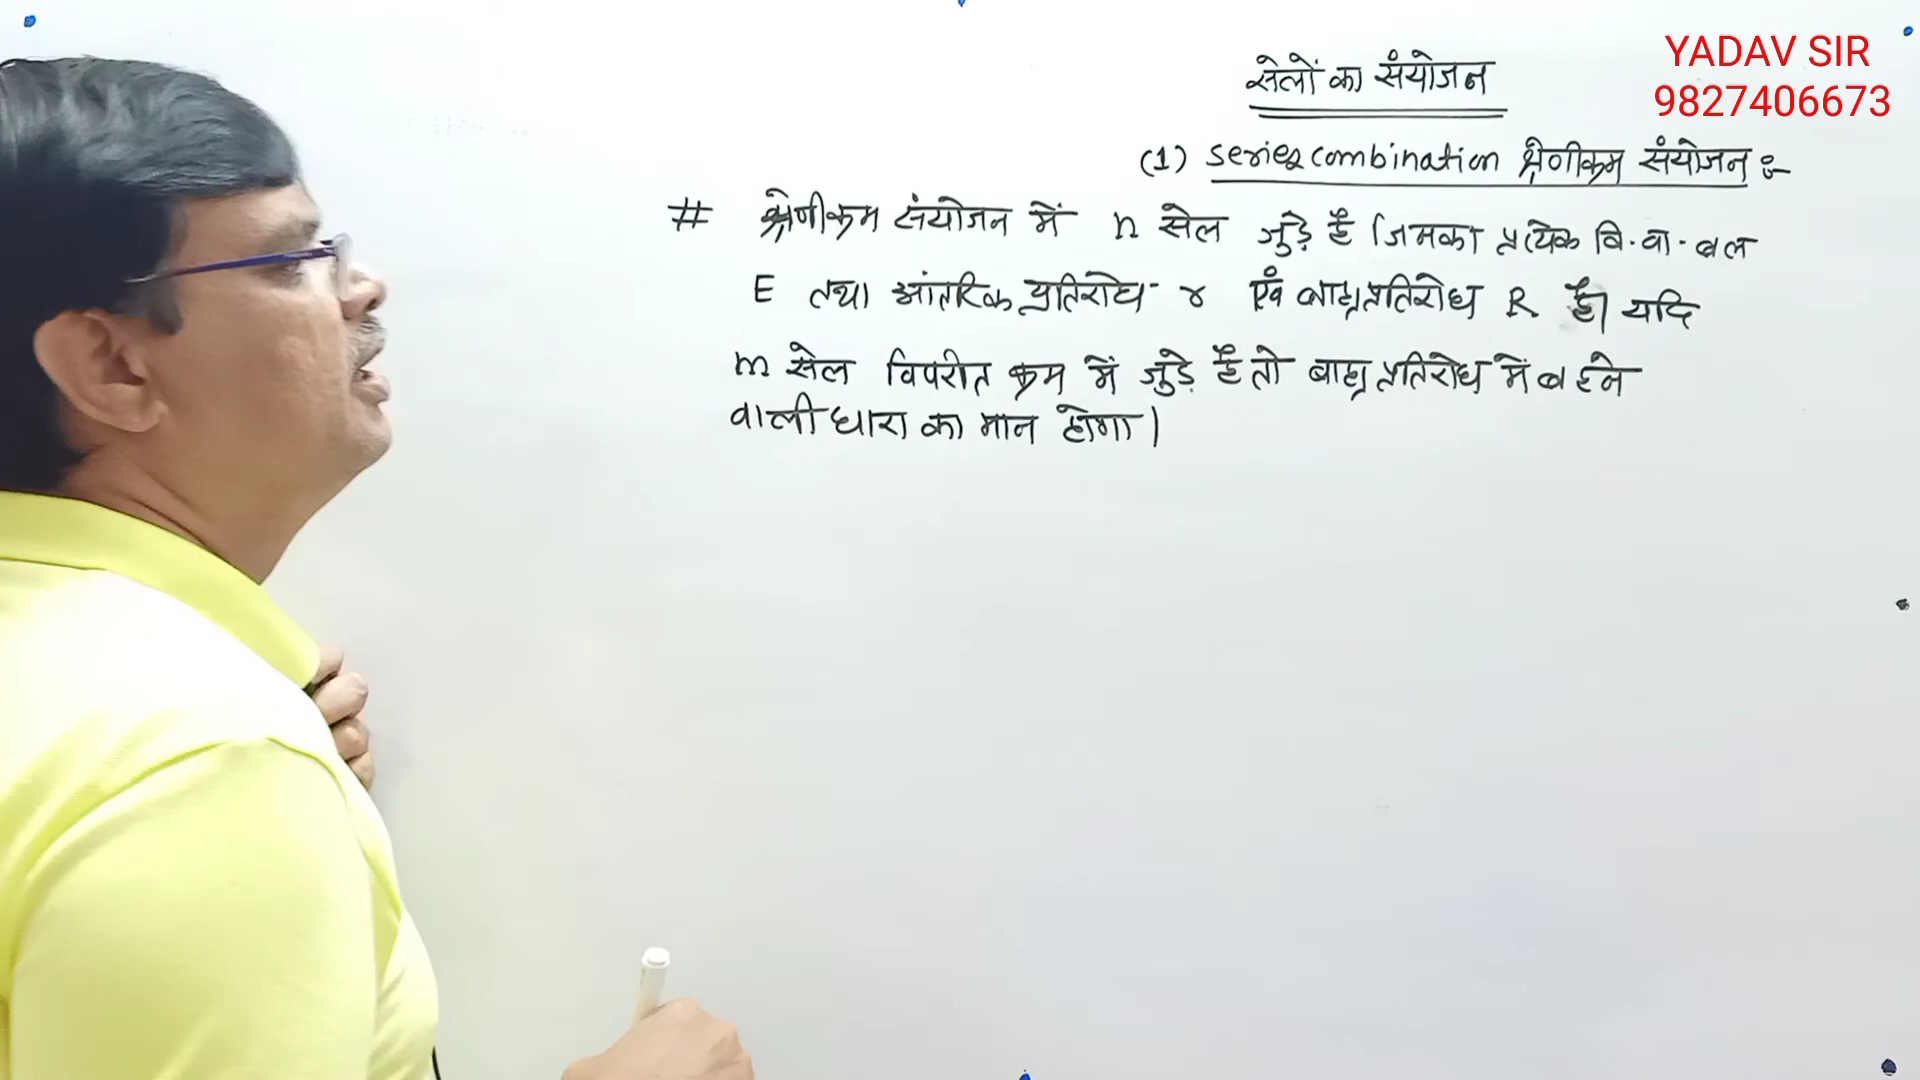 सेलों का संयोजन
YADAV SIR
9827406673
(1) Series combination श्रेणीक्रम संयोजन :-
# श्रेणीक्रम संयोजन में n सेल जुड़े है जिसका प्रत्येक वि. वा. बल
E तथा आंतरिक प्रतिरोध r एवं बाह्य प्रतिरोध R है। यदि
m सेल विपरीत क्रम में जुड़े है तो बाह्य प्रतिरोध में बहने
वाली धारा का मान होगा।